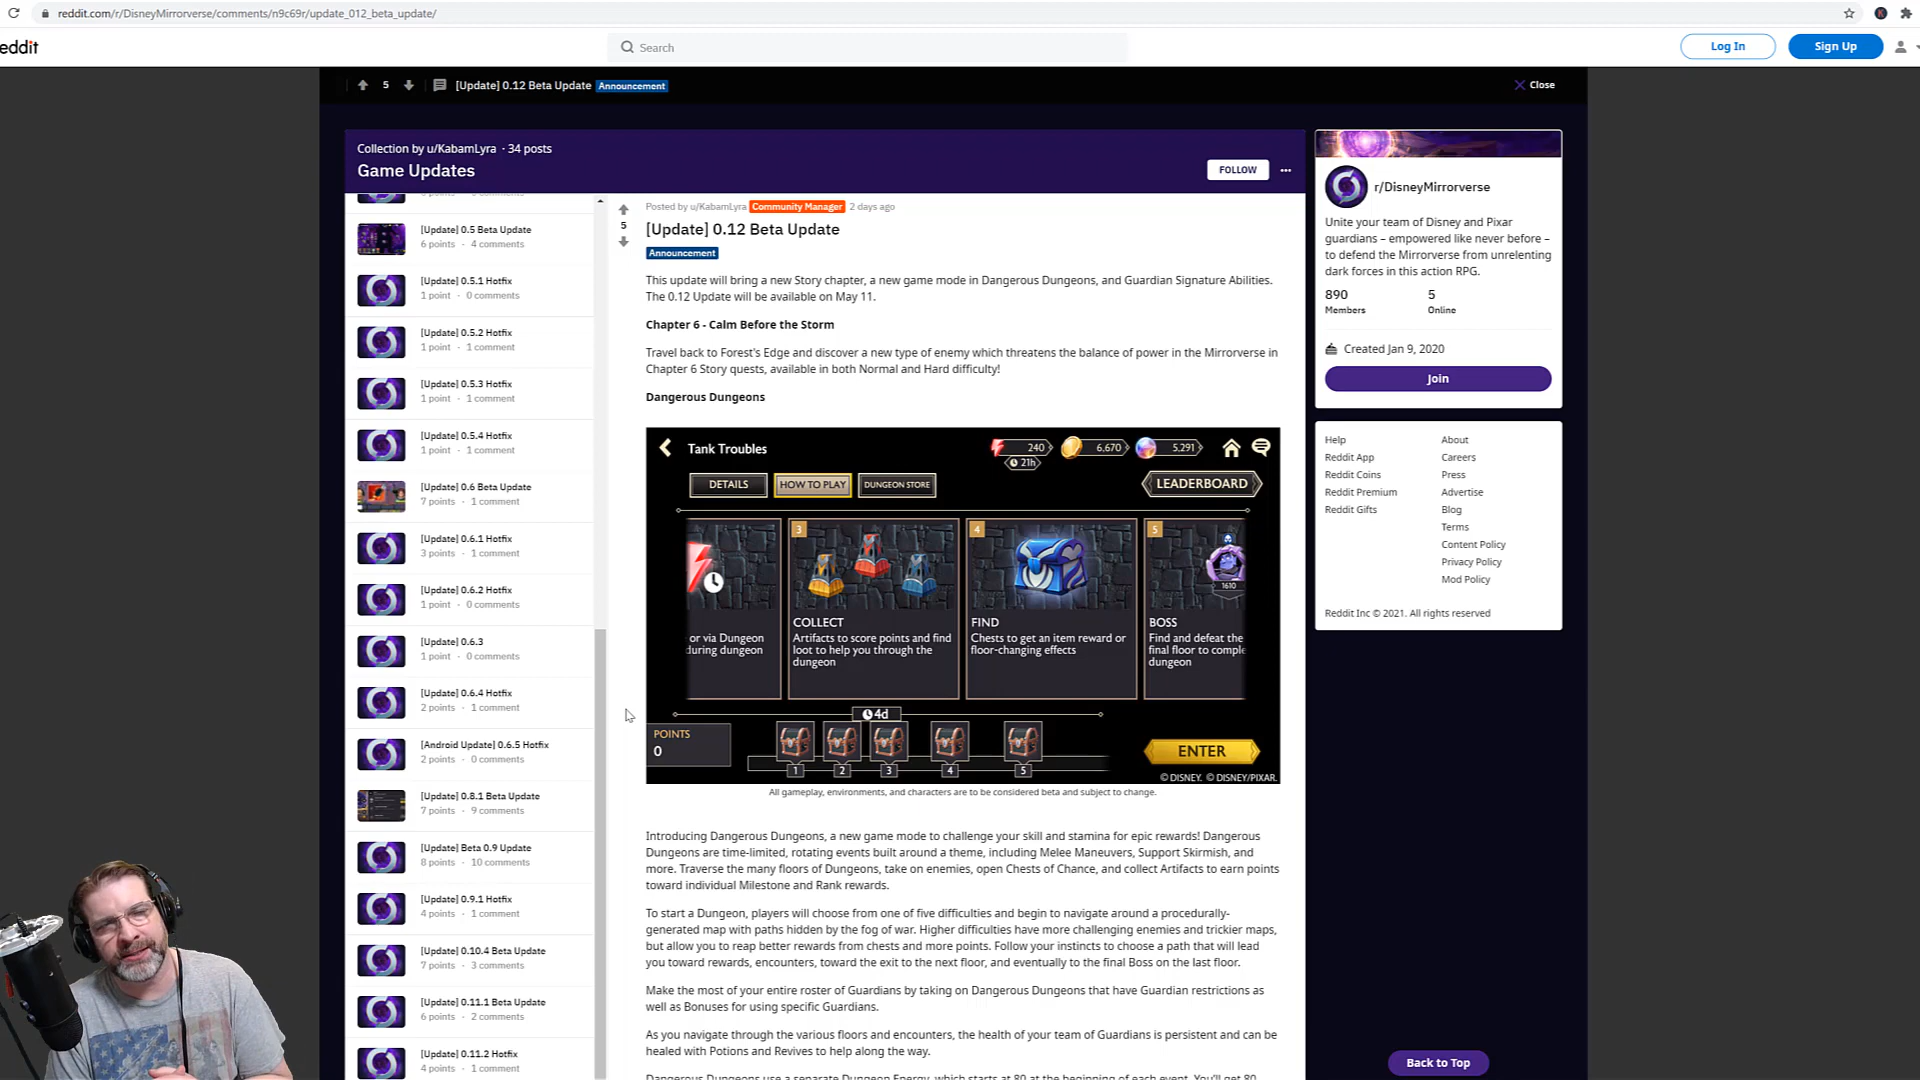 reddit.com/r/DisneyMirrorverse/comments/n9c69r/update_012_beta_update/
eddit
Search
Log In
Sign Up
5
[Update] 0.12 Beta Update
Announcement
Close
Collection by u/KabamLyra · 34 posts
Game Updates
FOLLOW
[Update] 0.5 Beta Update
6 points · 4 comments
[Update] 0.5.1 Hotfix
1 point · 0 comments
[Update] 0.5.2 Hotfix
1 point · 1 comment
[Update] 0.5.3 Hotfix
1 point · 1 comment
[Update] 0.5.4 Hotfix
1 point · 1 comment
[Update] 0.6 Beta Update
7 points · 1 comment
[Update] 0.6.1 Hotfix
3 points · 1 comment
[Update] 0.6.2 Hotfix
1 point · 0 comments
[Update] 0.6.3
1 point · 0 comments
[Update] 0.6.4 Hotfix
2 points · 1 comment
[Android Update] 0.6.5 Hotfix
2 points · 0 comments
[Update] 0.8.1 Beta Update
7 points · 9 comments
[Update] Beta 0.9 Update
8 points · 10 comments
[Update] 0.9.1 Hotfix
4 points · 1 comment
[Update] 0.10.4 Beta Update
7 points · 3 comments
[Update] 0.11.1 Beta Update
6 points · 2 comments
[Update] 0.11.2 Hotfix
4 points · 1 comment
Posted by u/KabamLyra Community Manager 2 days ago
5
[Update] 0.12 Beta Update
Announcement
This update will bring a new Story chapter, a new game mode in Dangerous Dungeons, and Guardian Signature Abilities.
The 0.12 Update will be available on May 11.
Chapter 6 - Calm Before the Storm
Travel back to Forest's Edge and discover a new type of enemy which threatens the balance of power in the Mirrorverse in
Chapter 6 Story quests, available in both Normal and Hard difficulty!
Dangerous Dungeons
Tank Troubles
240
21h
6,670
5,291
DETAILS
HOW TO PLAY
DUNGEON STORE
LEADERBOARD
or via Dungeon
during dungeon
3
COLLECT
Artifacts to score points and find
loot to help you through the
dungeon
4
FIND
Chests to get an item reward or
floor-changing effects
5
1610
BOSS
Find and defeat the
final floor to comple
dungeon
4d
POINTS
0
1
2
3
4
5
ENTER
© DISNEY. © DISNEY/PIXAR.
All gameplay, environments, and characters are to be considered beta and subject to change.
Introducing Dangerous Dungeons, a new game mode to challenge your skill and stamina for epic rewards! Dangerous
Dungeons are time-limited, rotating events built around a theme, including Melee Maneuvers, Support Skirmish, and
more. Traverse the many floors of Dungeons, take on enemies, open Chests of Chance, and collect Artifacts to earn points
toward individual Milestone and Rank rewards.
To start a Dungeon, players will choose from one of five difficulties and begin to navigate around a procedurally-
generated map with paths hidden by the fog of war. Higher difficulties have more challenging enemies and trickier maps,
but allow you to reap better rewards from chests and more points. Follow your instincts to choose a path that will lead
you toward rewards, encounters, toward the exit to the next floor, and eventually to the final Boss on the last floor.
Make the most of your entire roster of Guardians by taking on Dangerous Dungeons that have Guardian restrictions as
well as Bonuses for using specific Guardians.
As you navigate through the various floors and encounters, the health of your team of Guardians is persistent and can be
healed with Potions and Revives to help along the way.
Dangerous Dungeons use a separate Dungeon Energy, which starts at 80 at the beginning of each event. You'll get 80
r/DisneyMirrorverse
Unite your team of Disney and Pixar
guardians – empowered like never before –
to defend the Mirrorverse from unrelenting
dark forces in this action RPG.
890
Members
5
Online
Created Jan 9, 2020
Join
Help
Reddit App
Reddit Coins
Reddit Premium
Reddit Gifts
About
Careers
Press
Advertise
Blog
Terms
Content Policy
Privacy Policy
Mod Policy
Reddit Inc © 2021. All rights reserved
Back to Top